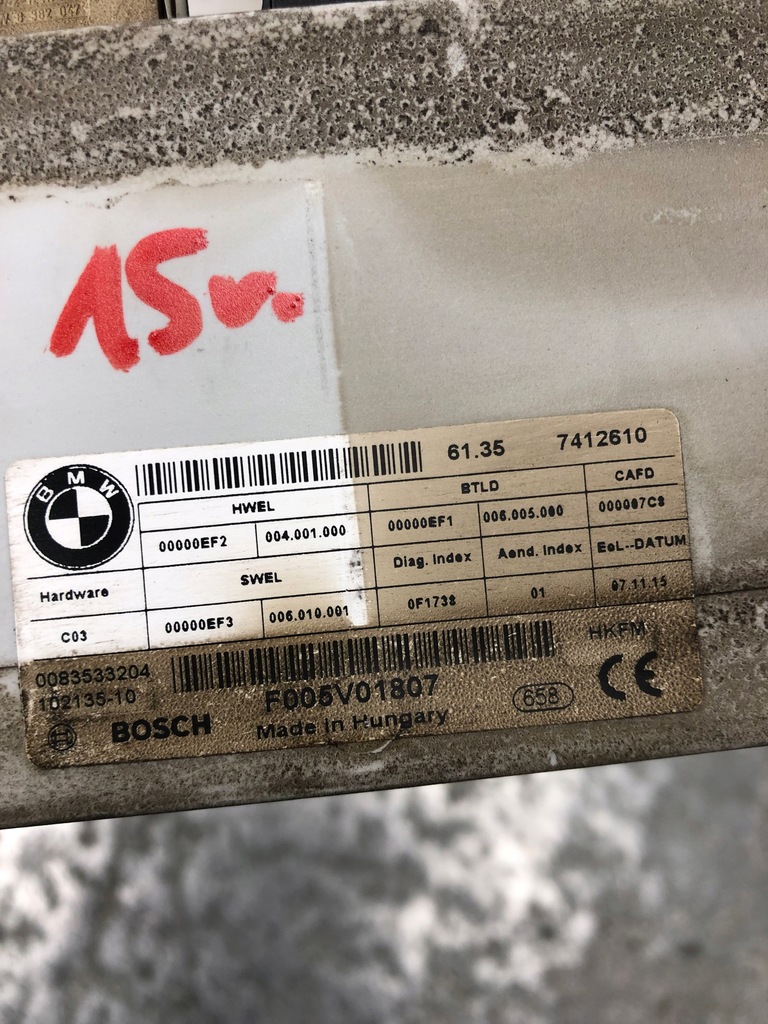 15v.
BMW
61.35 7412610
HWEL BTLD CAFD
00000EF2 004.001.000 00000EF1 006.005.000 000007C8
Hardware SWEL Diag. Index Aend. Index EoL--DATUM
C03 00000EF3 006.010.001 0F1738 01 07.11.15
0083533204 HKFM
102135-10 F005V01807 658 CE
BOSCH Made in Hungary